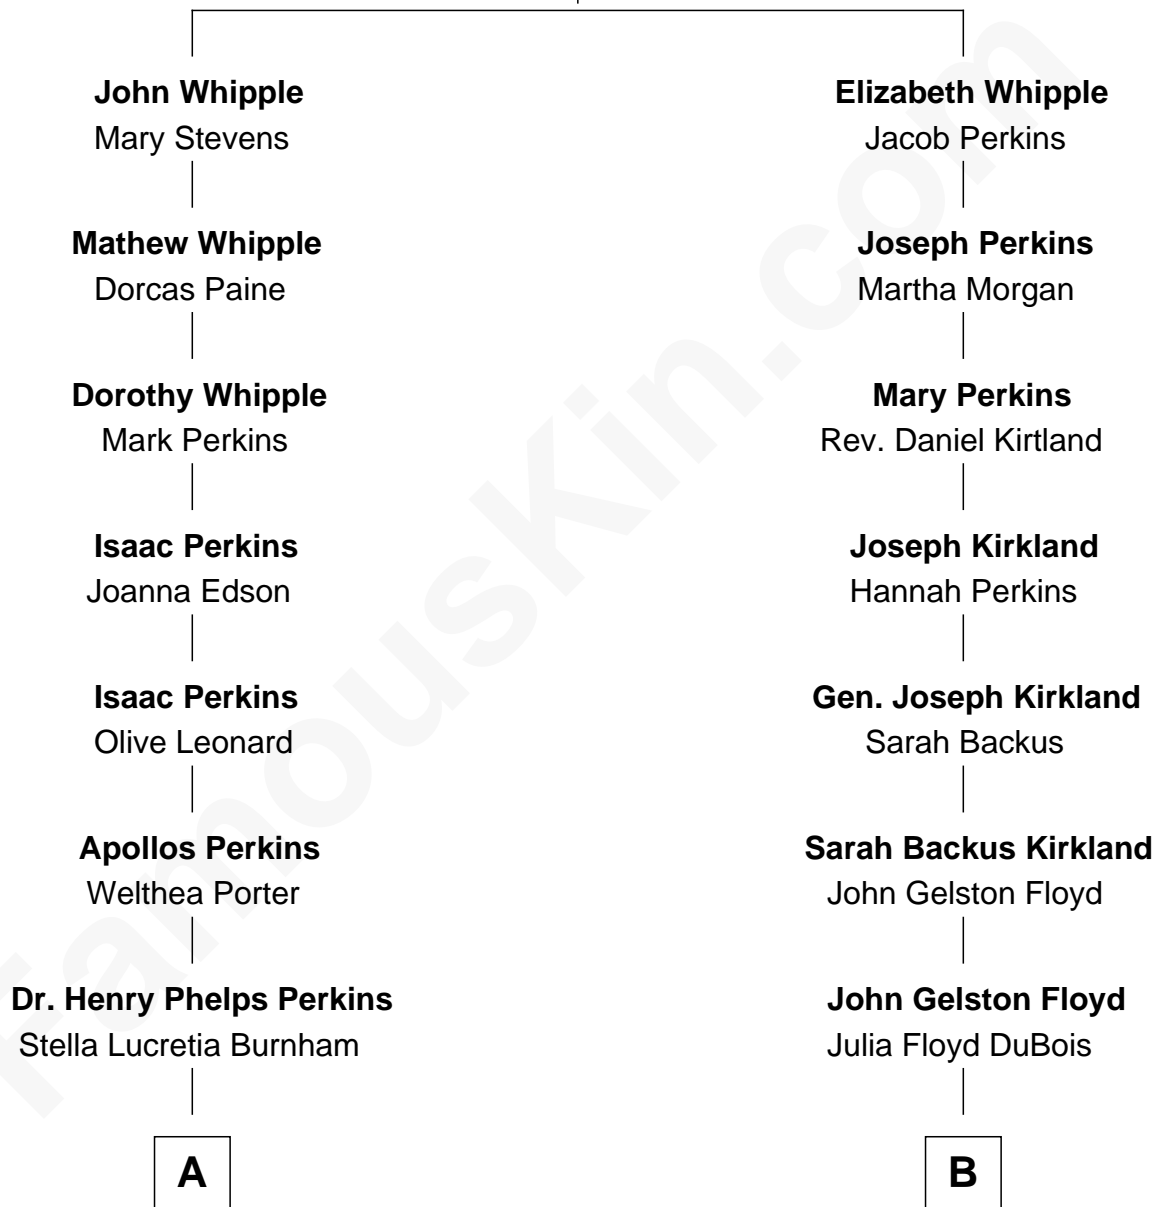 John Whipple
Mary Stevens
Elizabeth Whipple
Jacob Perkins
Mathew Whipple
Dorcas Paine
Joseph Perkins
Martha Morgan
Dorothy Whipple
Mark Perkins
Mary Perkins
Rev. Daniel Kirtland
Isaac Perkins
Joanna Edson
Joseph Kirkland
Hannah Perkins
Isaac Perkins
Olive Leonard
Gen. Joseph Kirkland
Sarah Backus
Apollos Perkins
Welthea Porter
Sarah Backus Kirkland
John Gelston Floyd
Dr. Henry Phelps Perkins
Stella Lucretia Burnham
John Gelston Floyd
Julia Floyd DuBois
A
B
FamousKin.com